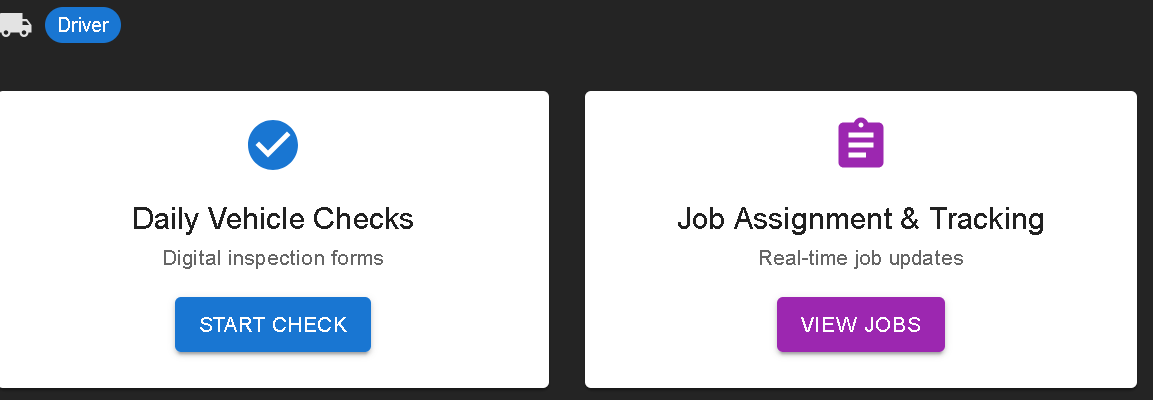 Driver
Daily Vehicle Checks
Digital inspection forms
START CHECK
Job Assignment & Tracking
Real-time job updates
VIEW JOBS